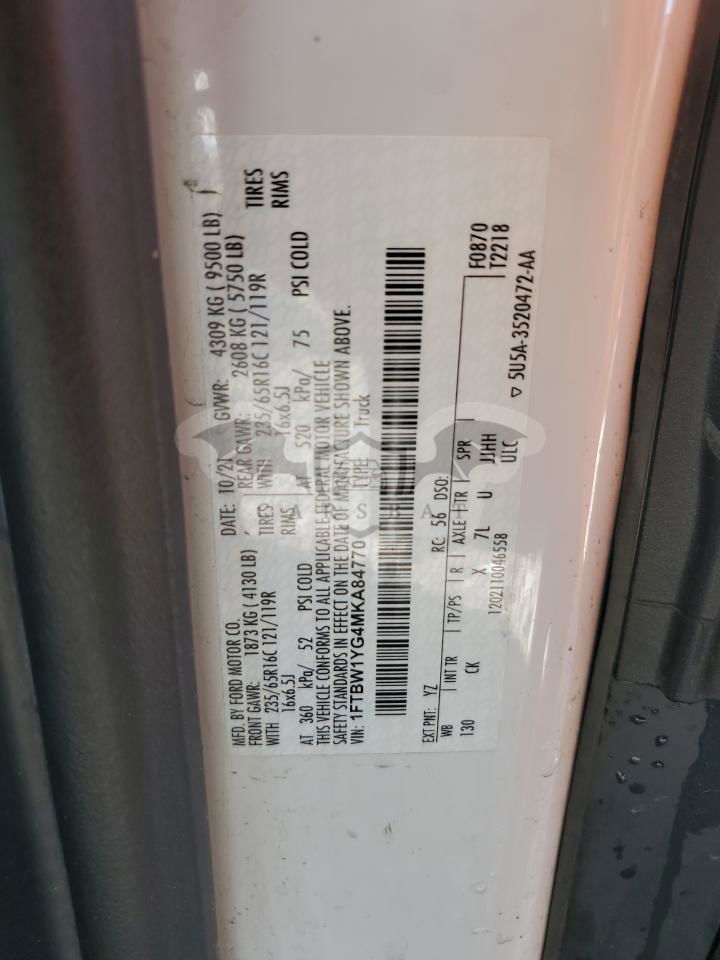 MFD. BY FORD MOTOR CO.
DATE: 10/21 GVWR: 4309 KG ( 9500 LB)
FRONT GAWR: 1873 KG ( 4130 LB) REAR GAWR: 2608 KG ( 5750 LB)
WITH 235/65R16C 121/119R TIRES WITH 235/65R16C 121/119R TIRES
16x6.5J RIMS 16x6.5J RIMS
AT 360 kPa/ 52 PSI COLD AT 520 kPa/ 75 PSI COLD
THIS VEHICLE CONFORMS TO ALL APPLICABLE FEDERAL MOTOR VEHICLE
SAFETY STANDARDS IN EFFECT ON THE DATE OF MANUFACTURE SHOWN ABOVE.
VIN: 1FTBW1YG4MKA84770 TYPE: Truck
EXT PNT: YZ RC: 56 DSO: F0870
WB INT TR TP/PS R AXLE TR SPR T2218
130 CK X 7L U JJHH
1202110046558 ULC
5U5A-3520472-AA